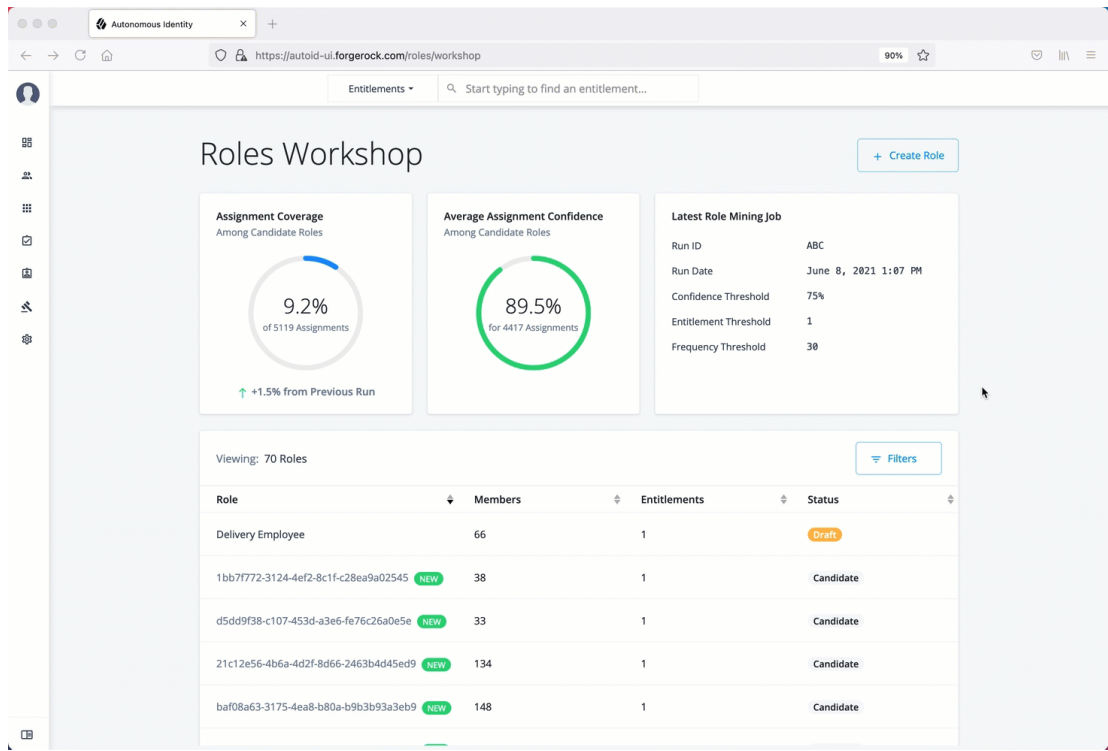 Autonomous Identity
https://autoid-ui.forgerock.com/roles/workshop
90%
Entitlements
Start typing to find an entitlement...
Roles Workshop
+ Create Role
Assignment Coverage
Among Candidate Roles
9.2%
of 5119 Assignments
↑ +1.5% from Previous Run
Average Assignment Confidence
Among Candidate Roles
89.5%
for 4417 Assignments
Latest Role Mining Job
Run ID ABC
Run Date June 8, 2021 1:07 PM
Confidence Threshold 75%
Entitlement Threshold 1
Frequency Threshold 30
Viewing: 70 Roles
Filters
Role Members Entitlements Status
Delivery Employee 66 1 Draft
1bb7f772-3124-4ef2-8c1f-c28ea9a02545 NEW 38 1 Candidate
d5dd9f38-c107-453d-a3e6-fe76c26a0e5e NEW 33 1 Candidate
21c12e56-4b6a-4d2f-8d66-2463b4d45ed9 NEW 134 1 Candidate
baf08a63-3175-4ea8-b80a-b9b3b93a3eb9 NEW 148 1 Candidate